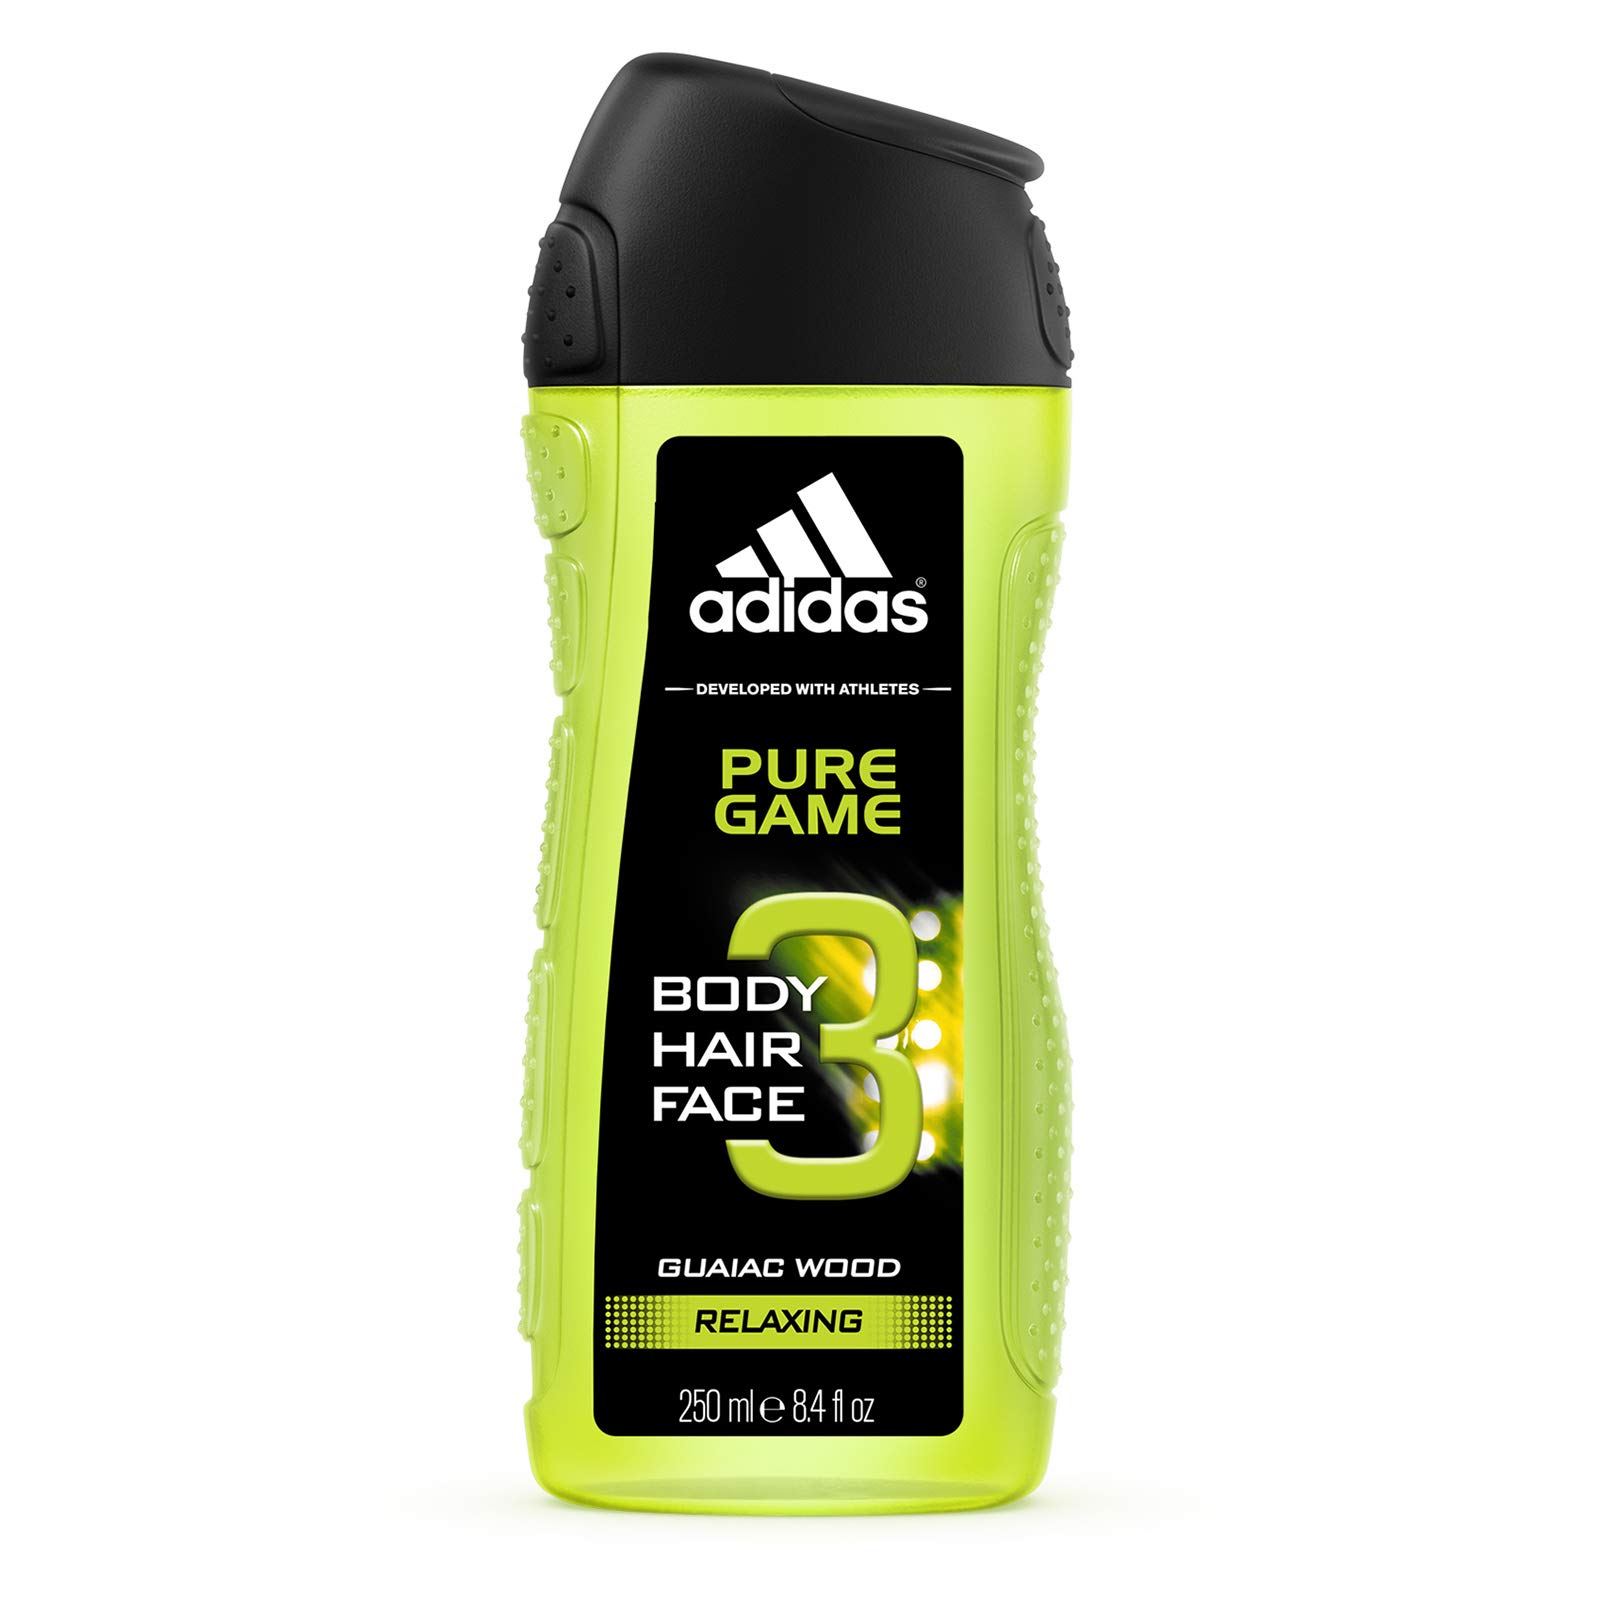 adidas®
DEVELOPED WITH ATHLETES
PURE
GAME
3
BODY
HAIR
FACE
GUAIAC WOOD
RELAXING
250 ml ℮ 8.4 fl oz